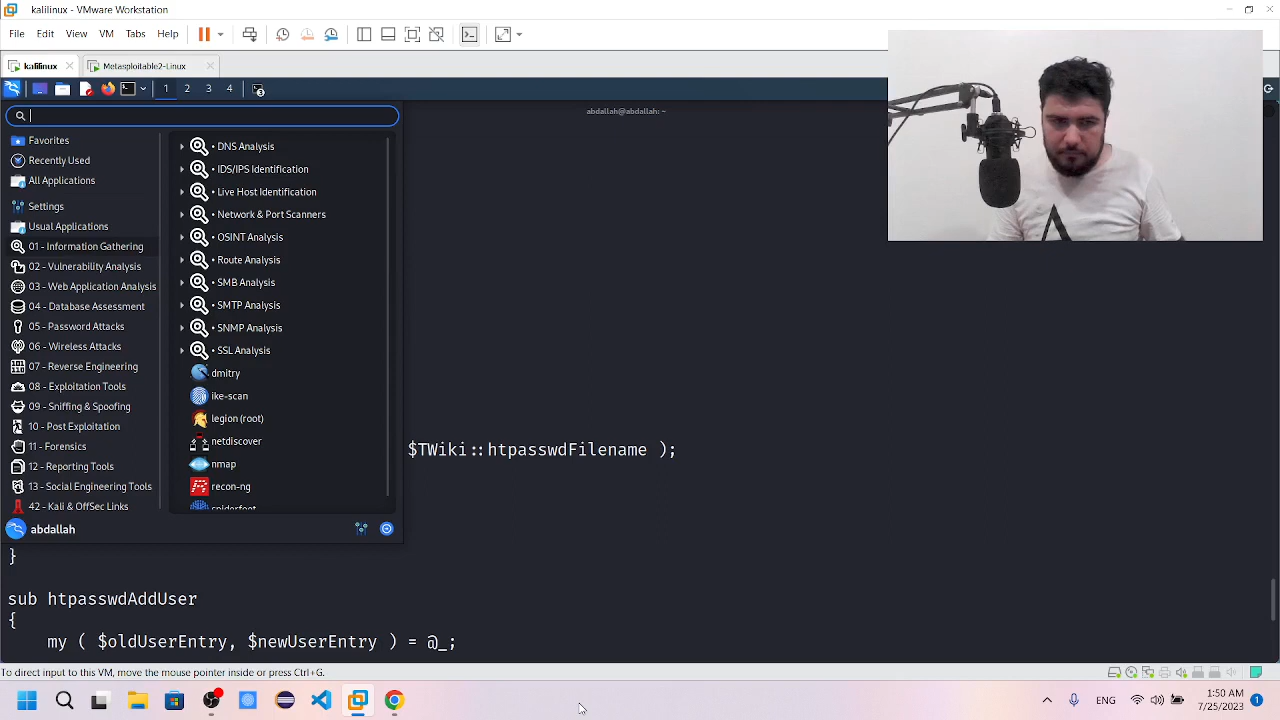 kalilinux - VMware Workstation
File Edit View VM Tabs Help
kalilinux
Metasploitable2-Linux
1 2 3 4
abdallah@abdallah: ~
Favorites
Recently Used
All Applications
Settings
Usual Applications
01 - Information Gathering
02 - Vulnerability Analysis
03 - Web Application Analysis
04 - Database Assessment
05 - Password Attacks
06 - Wireless Attacks
07 - Reverse Engineering
08 - Exploitation Tools
09 - Sniffing & Spoofing
10 - Post Exploitation
11 - Forensics
12 - Reporting Tools
13 - Social Engineering Tools
42 - Kali & OffSec Links
• DNS Analysis
• IDS/IPS Identification
• Live Host Identification
• Network & Port Scanners
• OSINT Analysis
• Route Analysis
• SMB Analysis
• SMTP Analysis
• SNMP Analysis
• SSL Analysis
dmitry
ike-scan
legion (root)
netdiscover
nmap
recon-ng
spiderfoot
abdallah
$TWiki::htpasswdFilename );
}
sub htpasswdAddUser
{
my ( $oldUserEntry, $newUserEntry ) = @_;
To direct input to this VM, move the mouse pointer inside or press Ctrl+G.
ENG
1:50 AM
7/25/2023
1